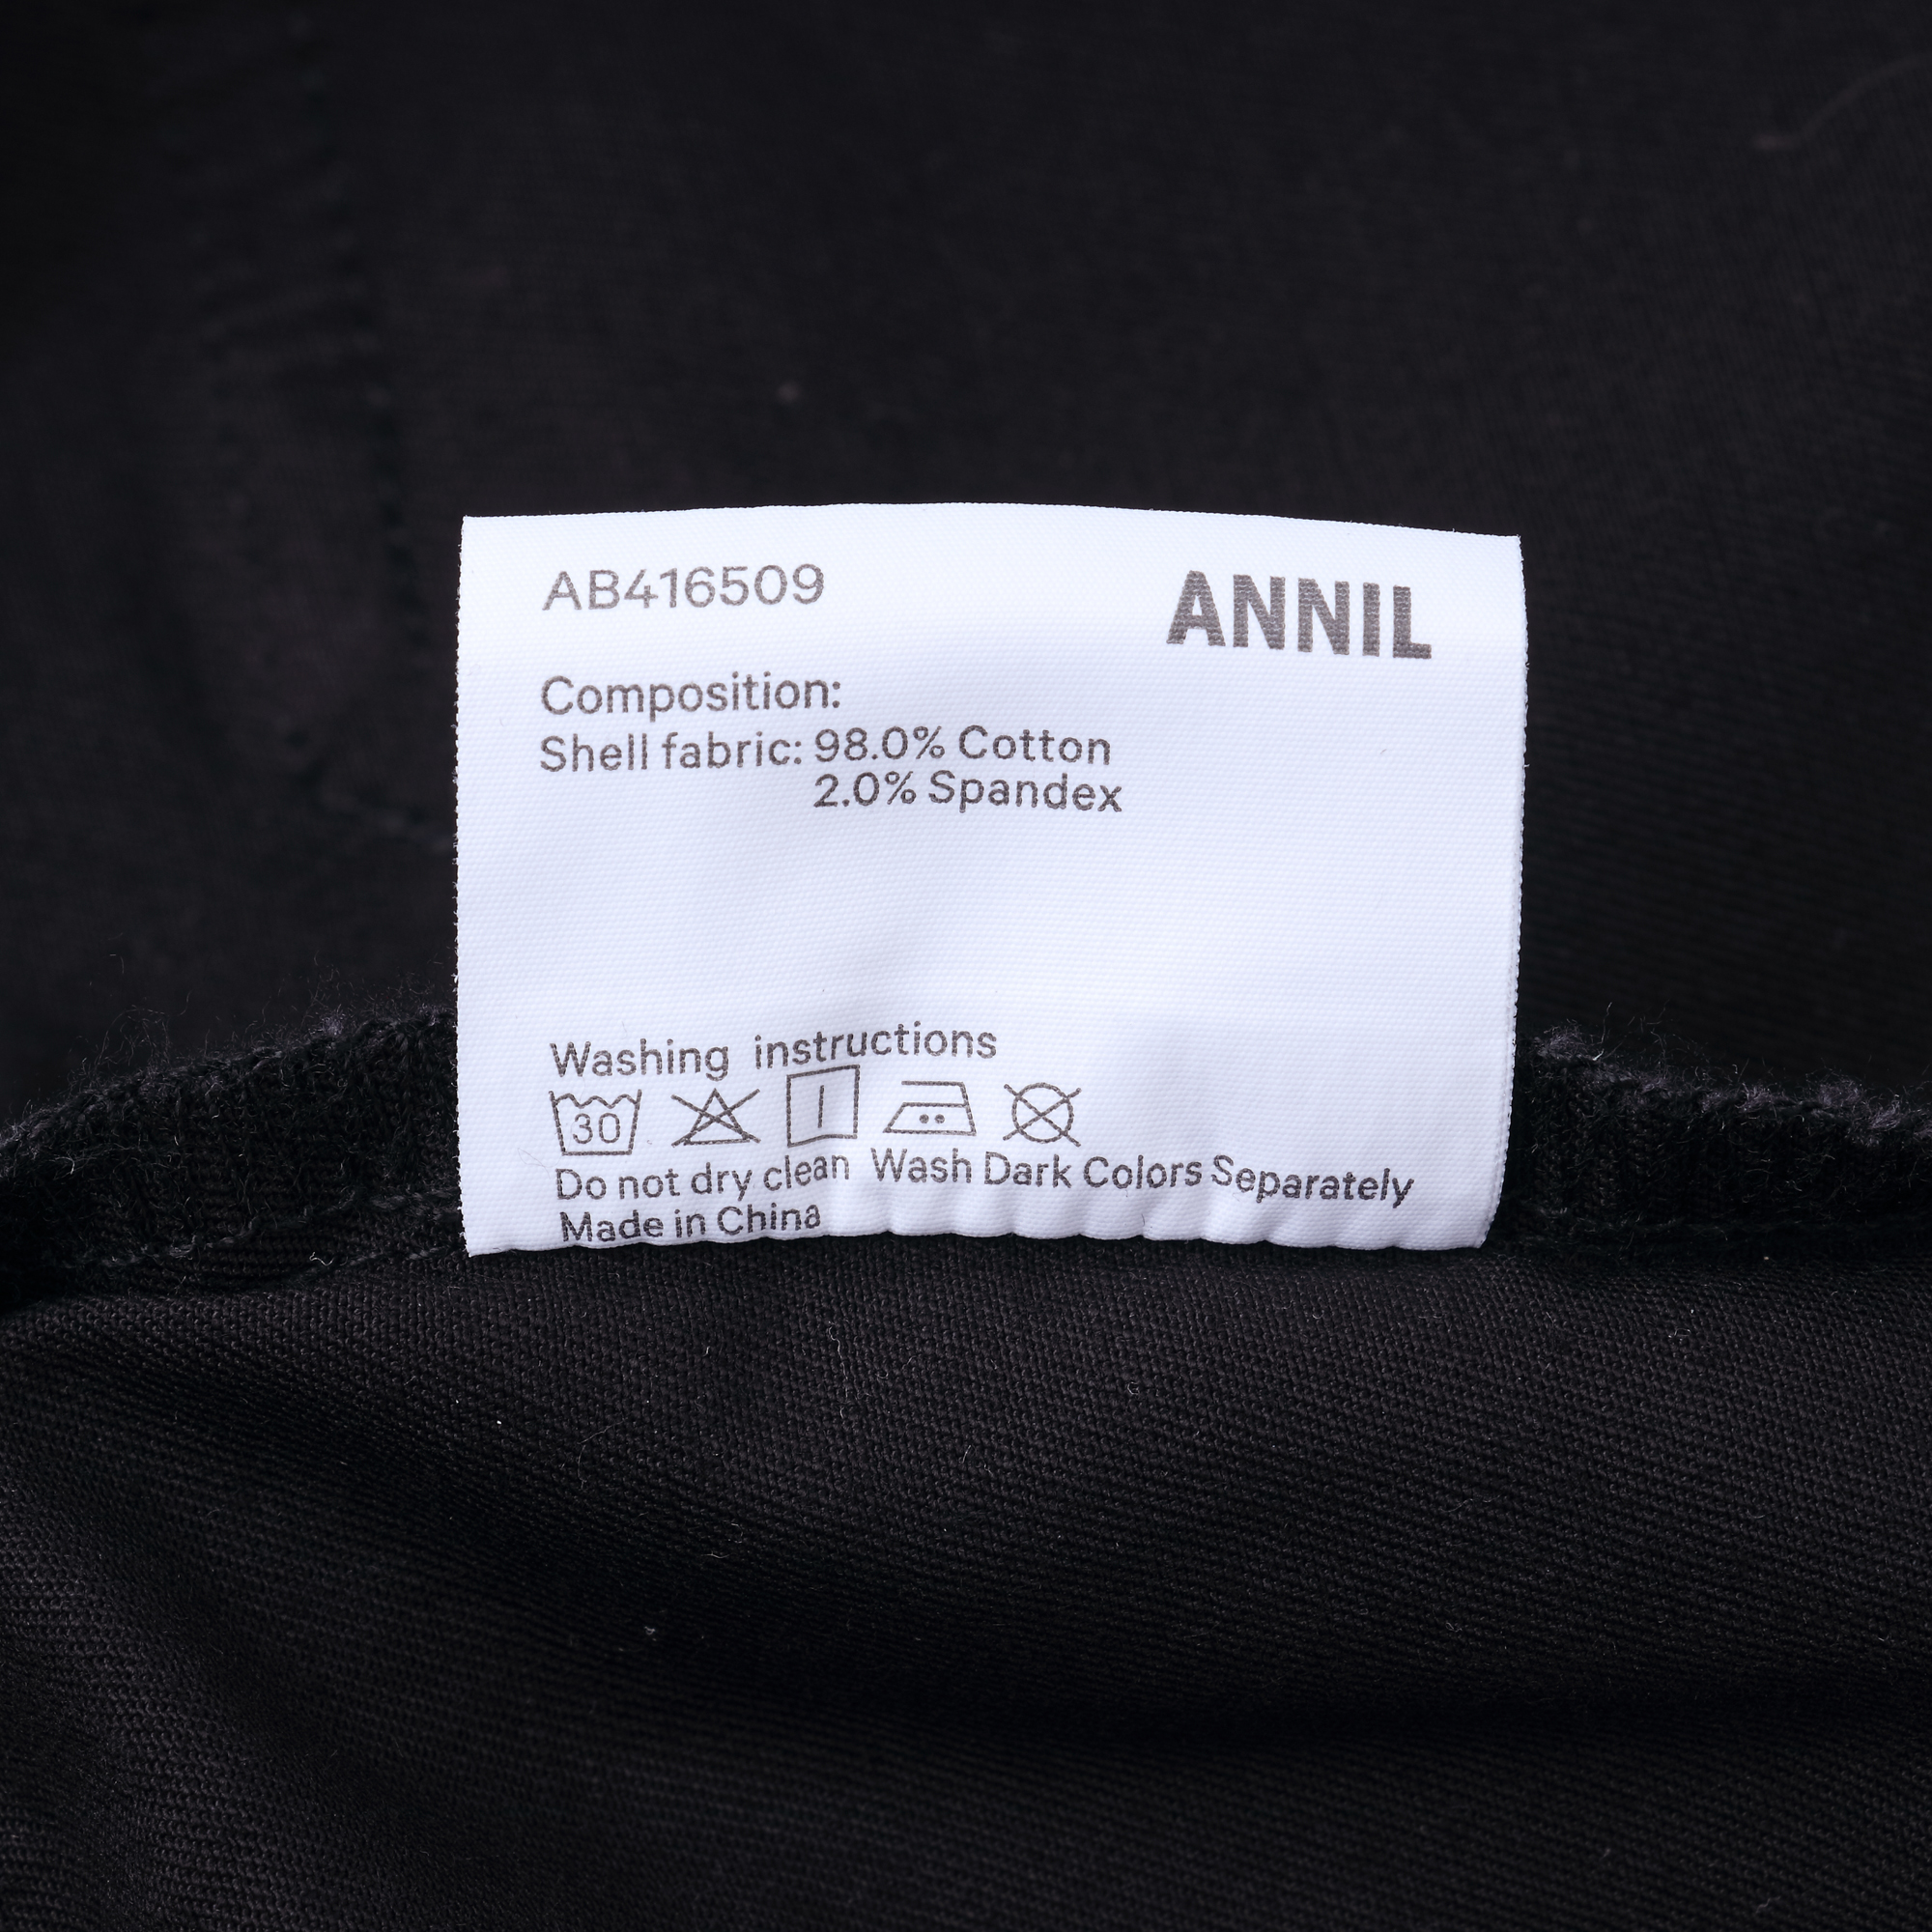 AB416509
ANNIL
Composition:
Shell fabric: 98.0% Cotton
2.0% Spandex
Washing instructions
30
Do not dry clean Wash Dark Colors Separately
Made in China